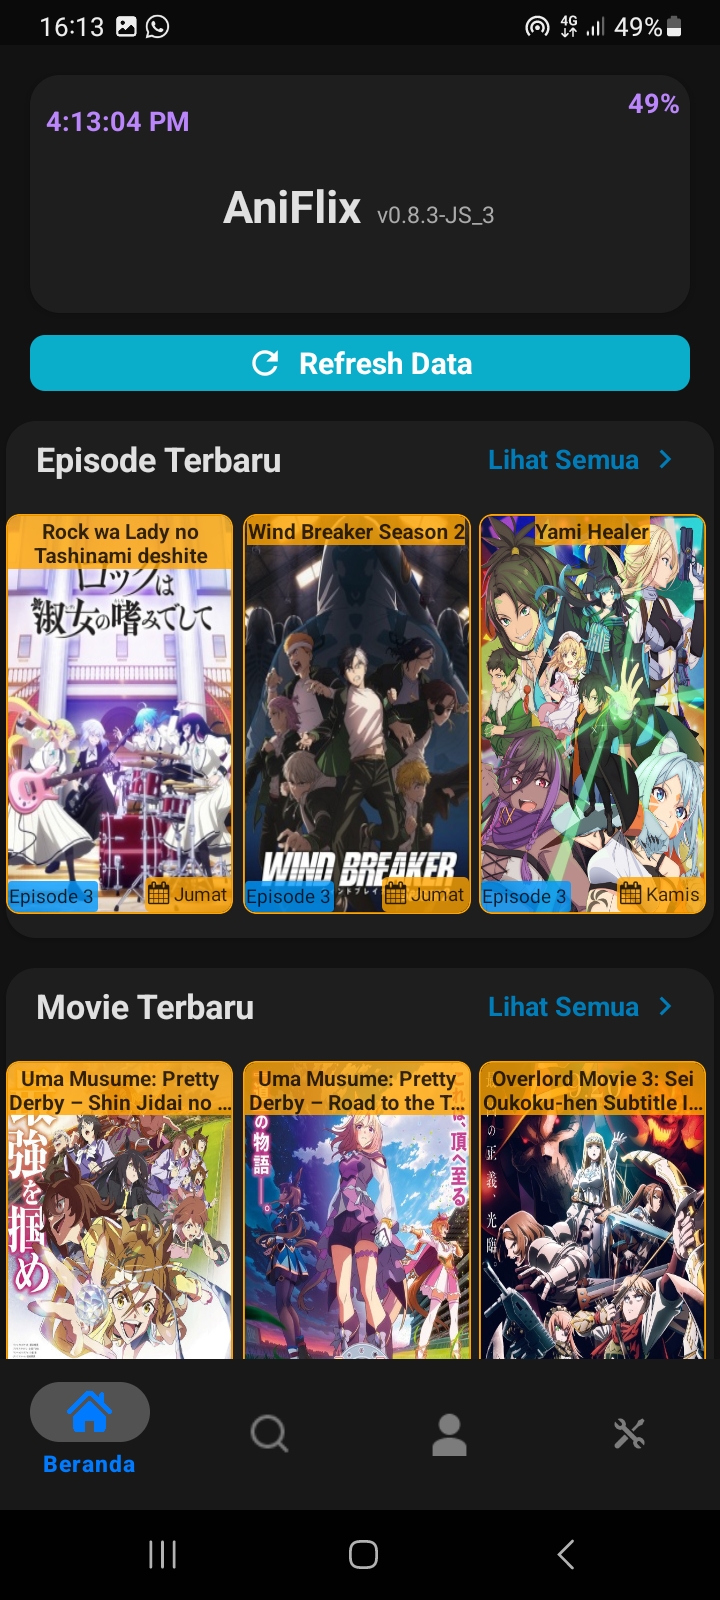 16:13
4G
49%
4:13:04 PM
49%
AniFlix v0.8.3-JS_3
Refresh Data
Episode Terbaru
Lihat Semua
Rock wa Lady no
Tashinami deshite
ロックは
淑女の嗜みでして
Episode 3
Jumat
Wind Breaker Season 2
WIND BREAKER
Episode 3
Jumat
Yami Healer
Episode 3
Kamis
Movie Terbaru
Lihat Semua
Uma Musume: Pretty
Derby – Shin Jidai no ...
最強を掴め
Uma Musume: Pretty
Derby – Road to the T...
の物語──。
は、頂へ至る
Overlord Movie 3: Sei
Oukoku-hen Subtitle I...
の正義、光臨。
Beranda